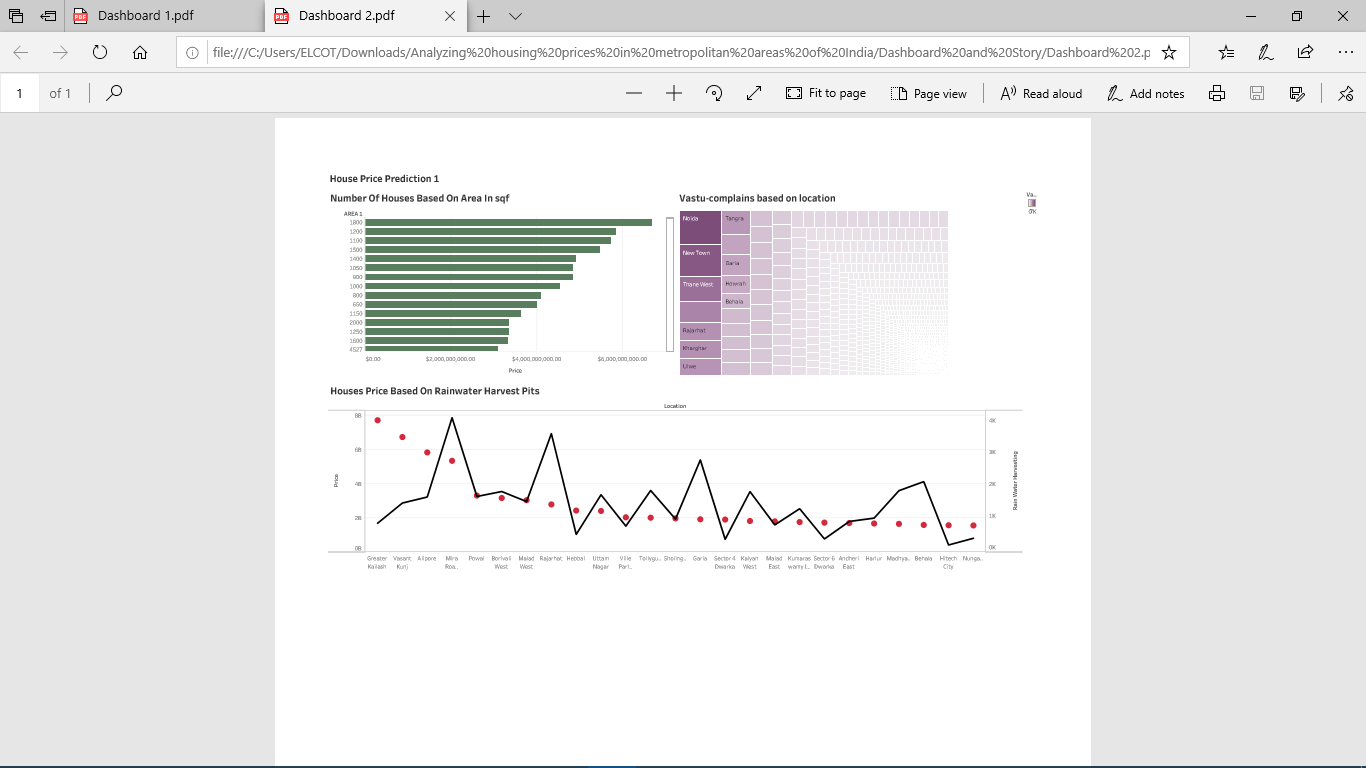 Dashboard 1.pdf
Dashboard 2.pdf
file:///C:/Users/ELCOT/Downloads/Analyzing%20housing%20prices%20in%20metropolitan%20areas%20of%20India/Dashboard%20and%20Story/Dashboard%202.p
1 of 1
Fit to page
Page view
Read aloud
Add notes
House Price Prediction 1
Number Of Houses Based On Area In sqf
AREA 1
1800
1200
1100
1500
1400
1050
900
1000
800
650
1150
2000
1250
1600
4527
$0.00 $2,000,000,000.00 $4,000,000,000.00 $6,000,000,000.00
Price
Vastu-complains based on location
Noida
Tangra
New Town
Garia
Thane West
Howrah
Behala
Rajarhat
Kharghar
Ulwe
Va..
0K
Houses Price Based On Rainwater Harvest Pits
Location
8B
6B
4B
2B
0B
Price
4K
3K
2K
1K
0K
Rain Water Harvesting
Greater Kailash
Vasant Kunj
Alipore
Mira Roa..
Powai
Borivali West
Malad West
Rajarhat
Hebbal
Uttam Nagar
Ville Parl..
Tollygu..
Sholing..
Garia
Sector 4 Dwarka
Kalyan West
Malad East
Kumaras wamy L..
Sector 6 Dwarka
Andheri East
Harlur
Madhya..
Behala
Hitech City
Nunga..